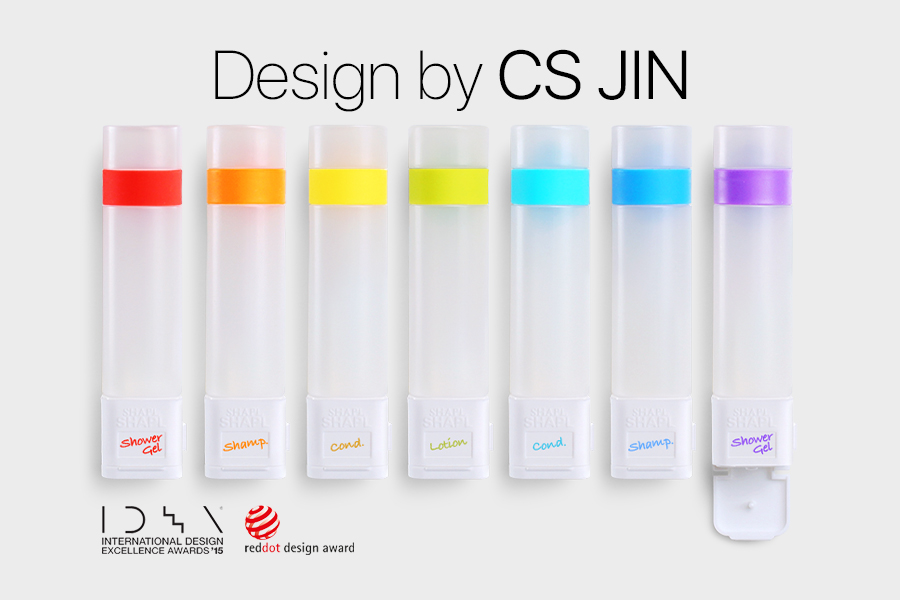 Design by CS JIN
Shower
Gel
Shamp.
Cond.
Lotion
Cond.
Shamp.
Shower
Gel
INTERNATIONAL DESIGN
EXCELLENCE AWARDS '15
reddot design award